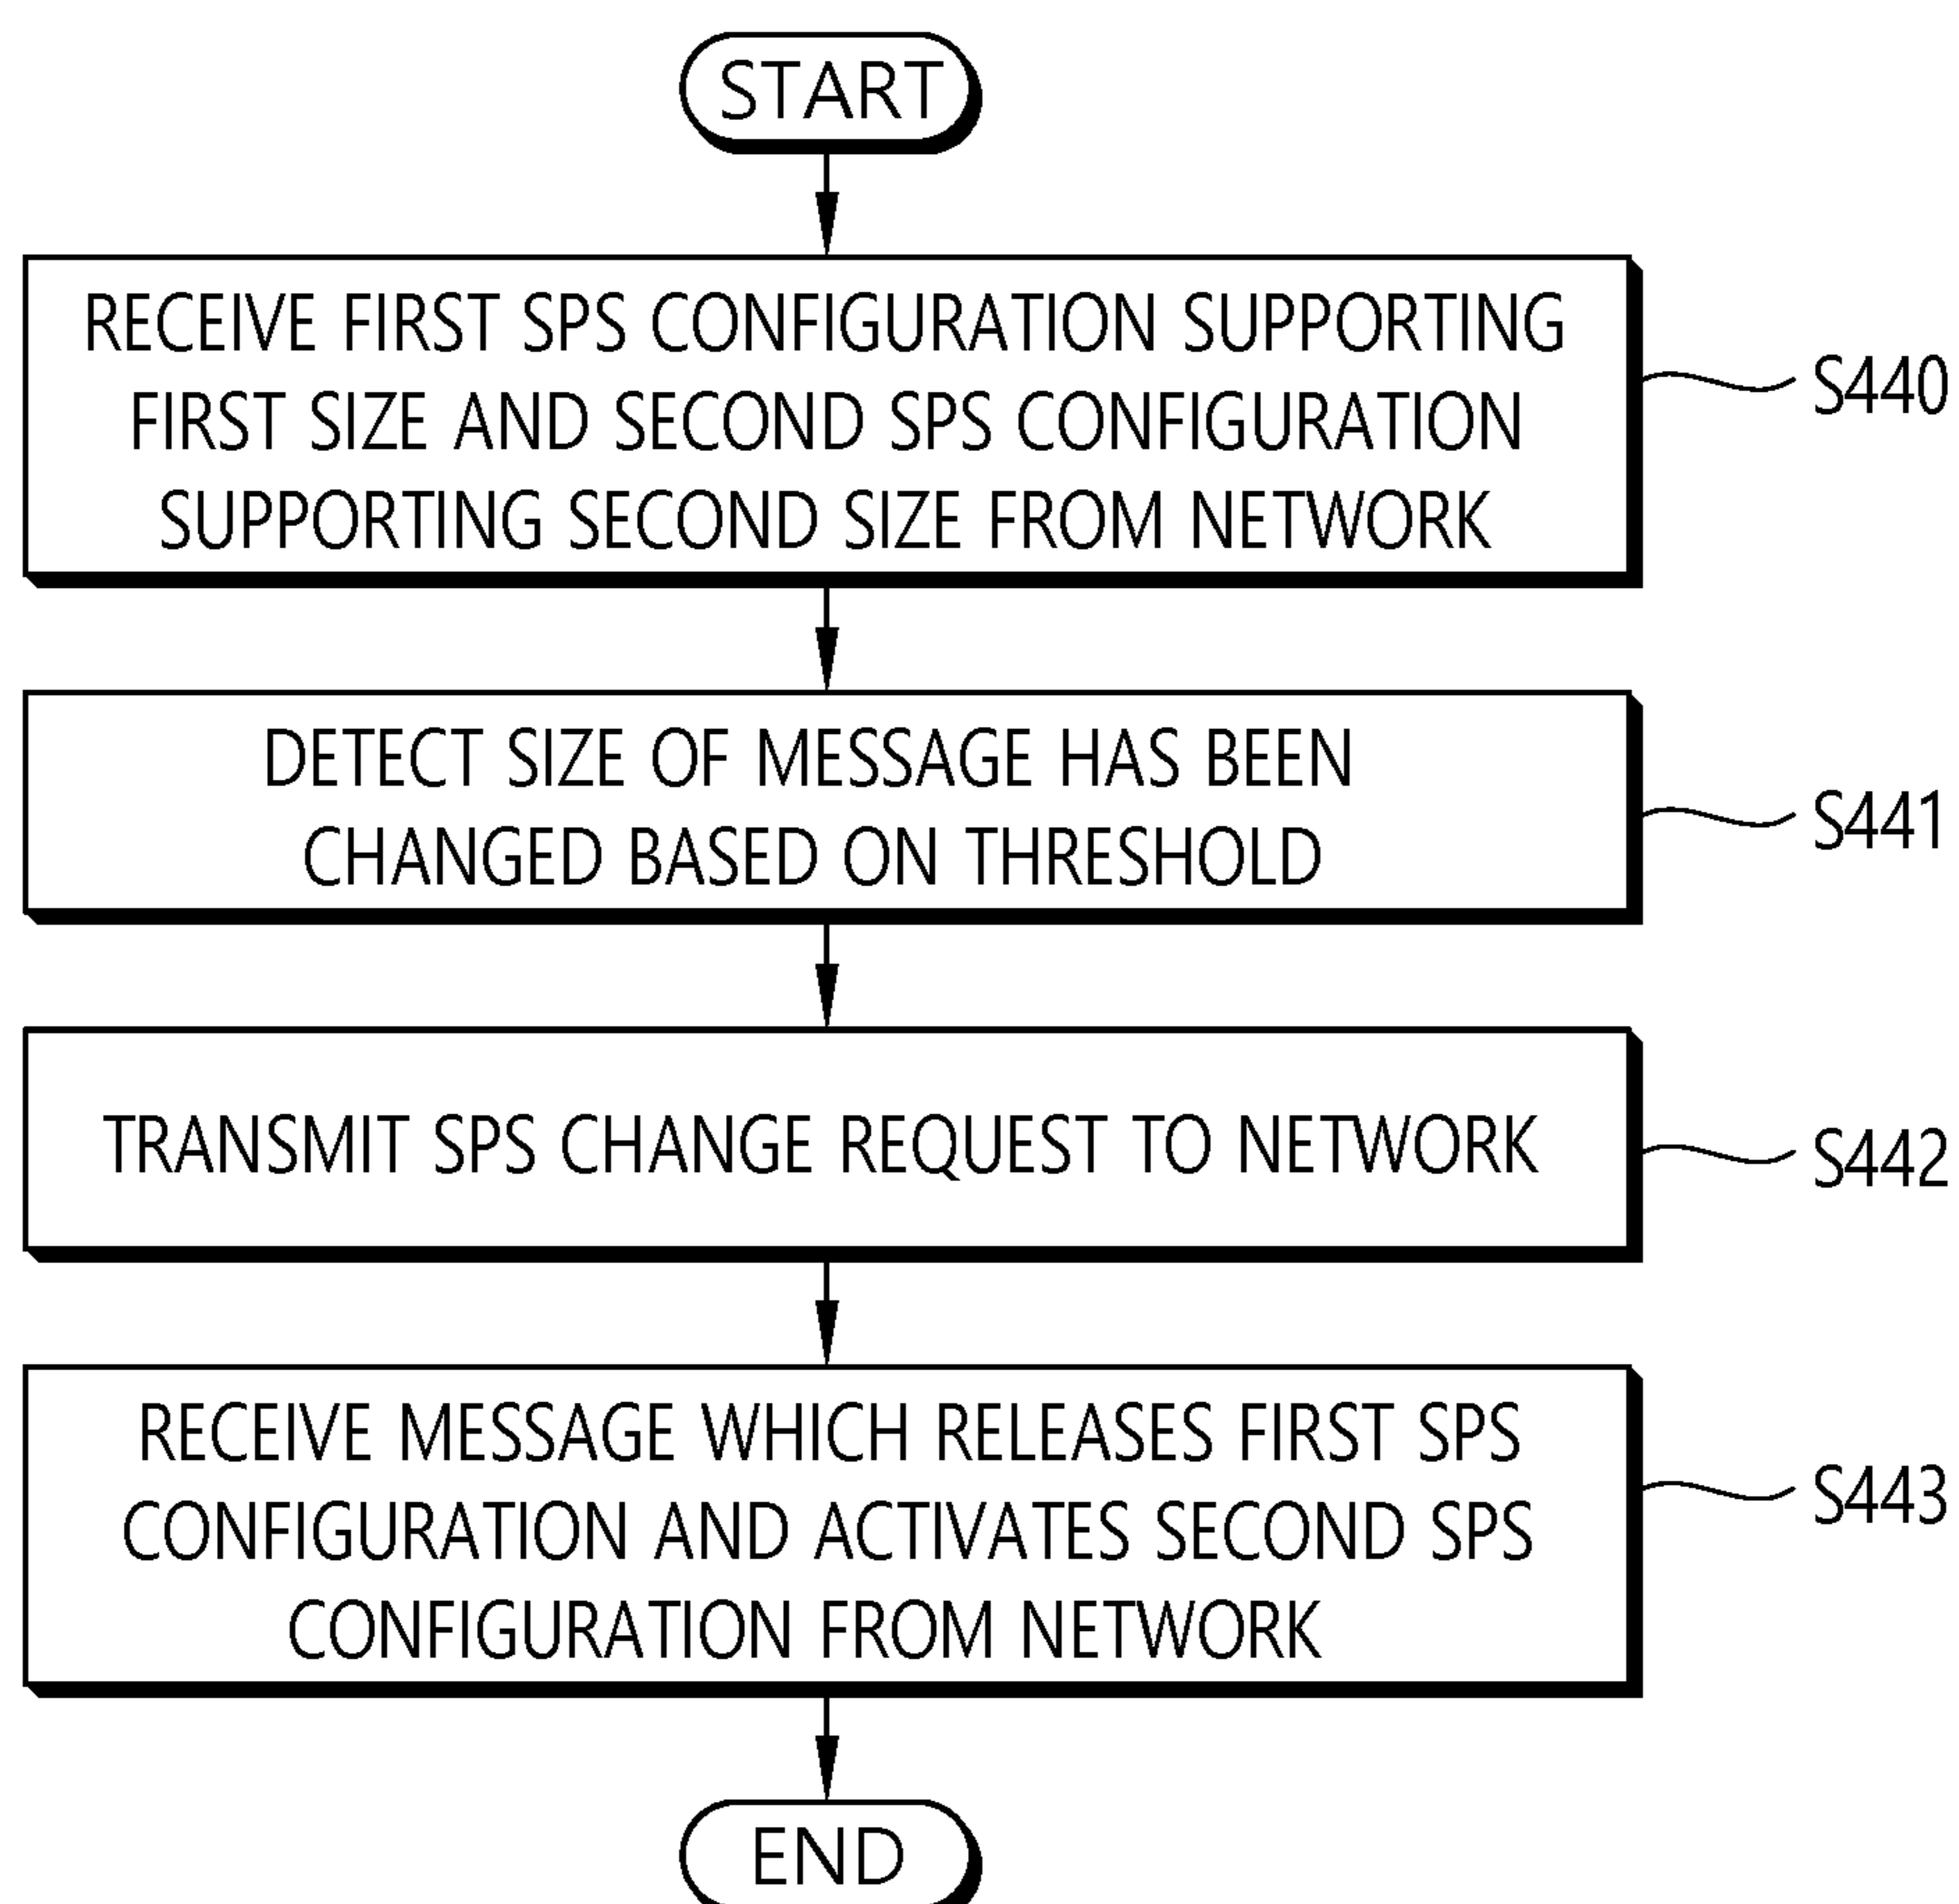 START
RECEIVE FIRST SPS CONFIGURATION SUPPORTING
FIRST SIZE AND SECOND SPS CONFIGURATION
SUPPORTING SECOND SIZE FROM NETWORK
S440
DETECT SIZE OF MESSAGE HAS BEEN
CHANGED BASED ON THRESHOLD
S441
TRANSMIT SPS CHANGE REQUEST TO NETWORK
S442
RECEIVE MESSAGE WHICH RELEASES FIRST SPS
CONFIGURATION AND ACTIVATES SECOND SPS
CONFIGURATION FROM NETWORK
S443
END